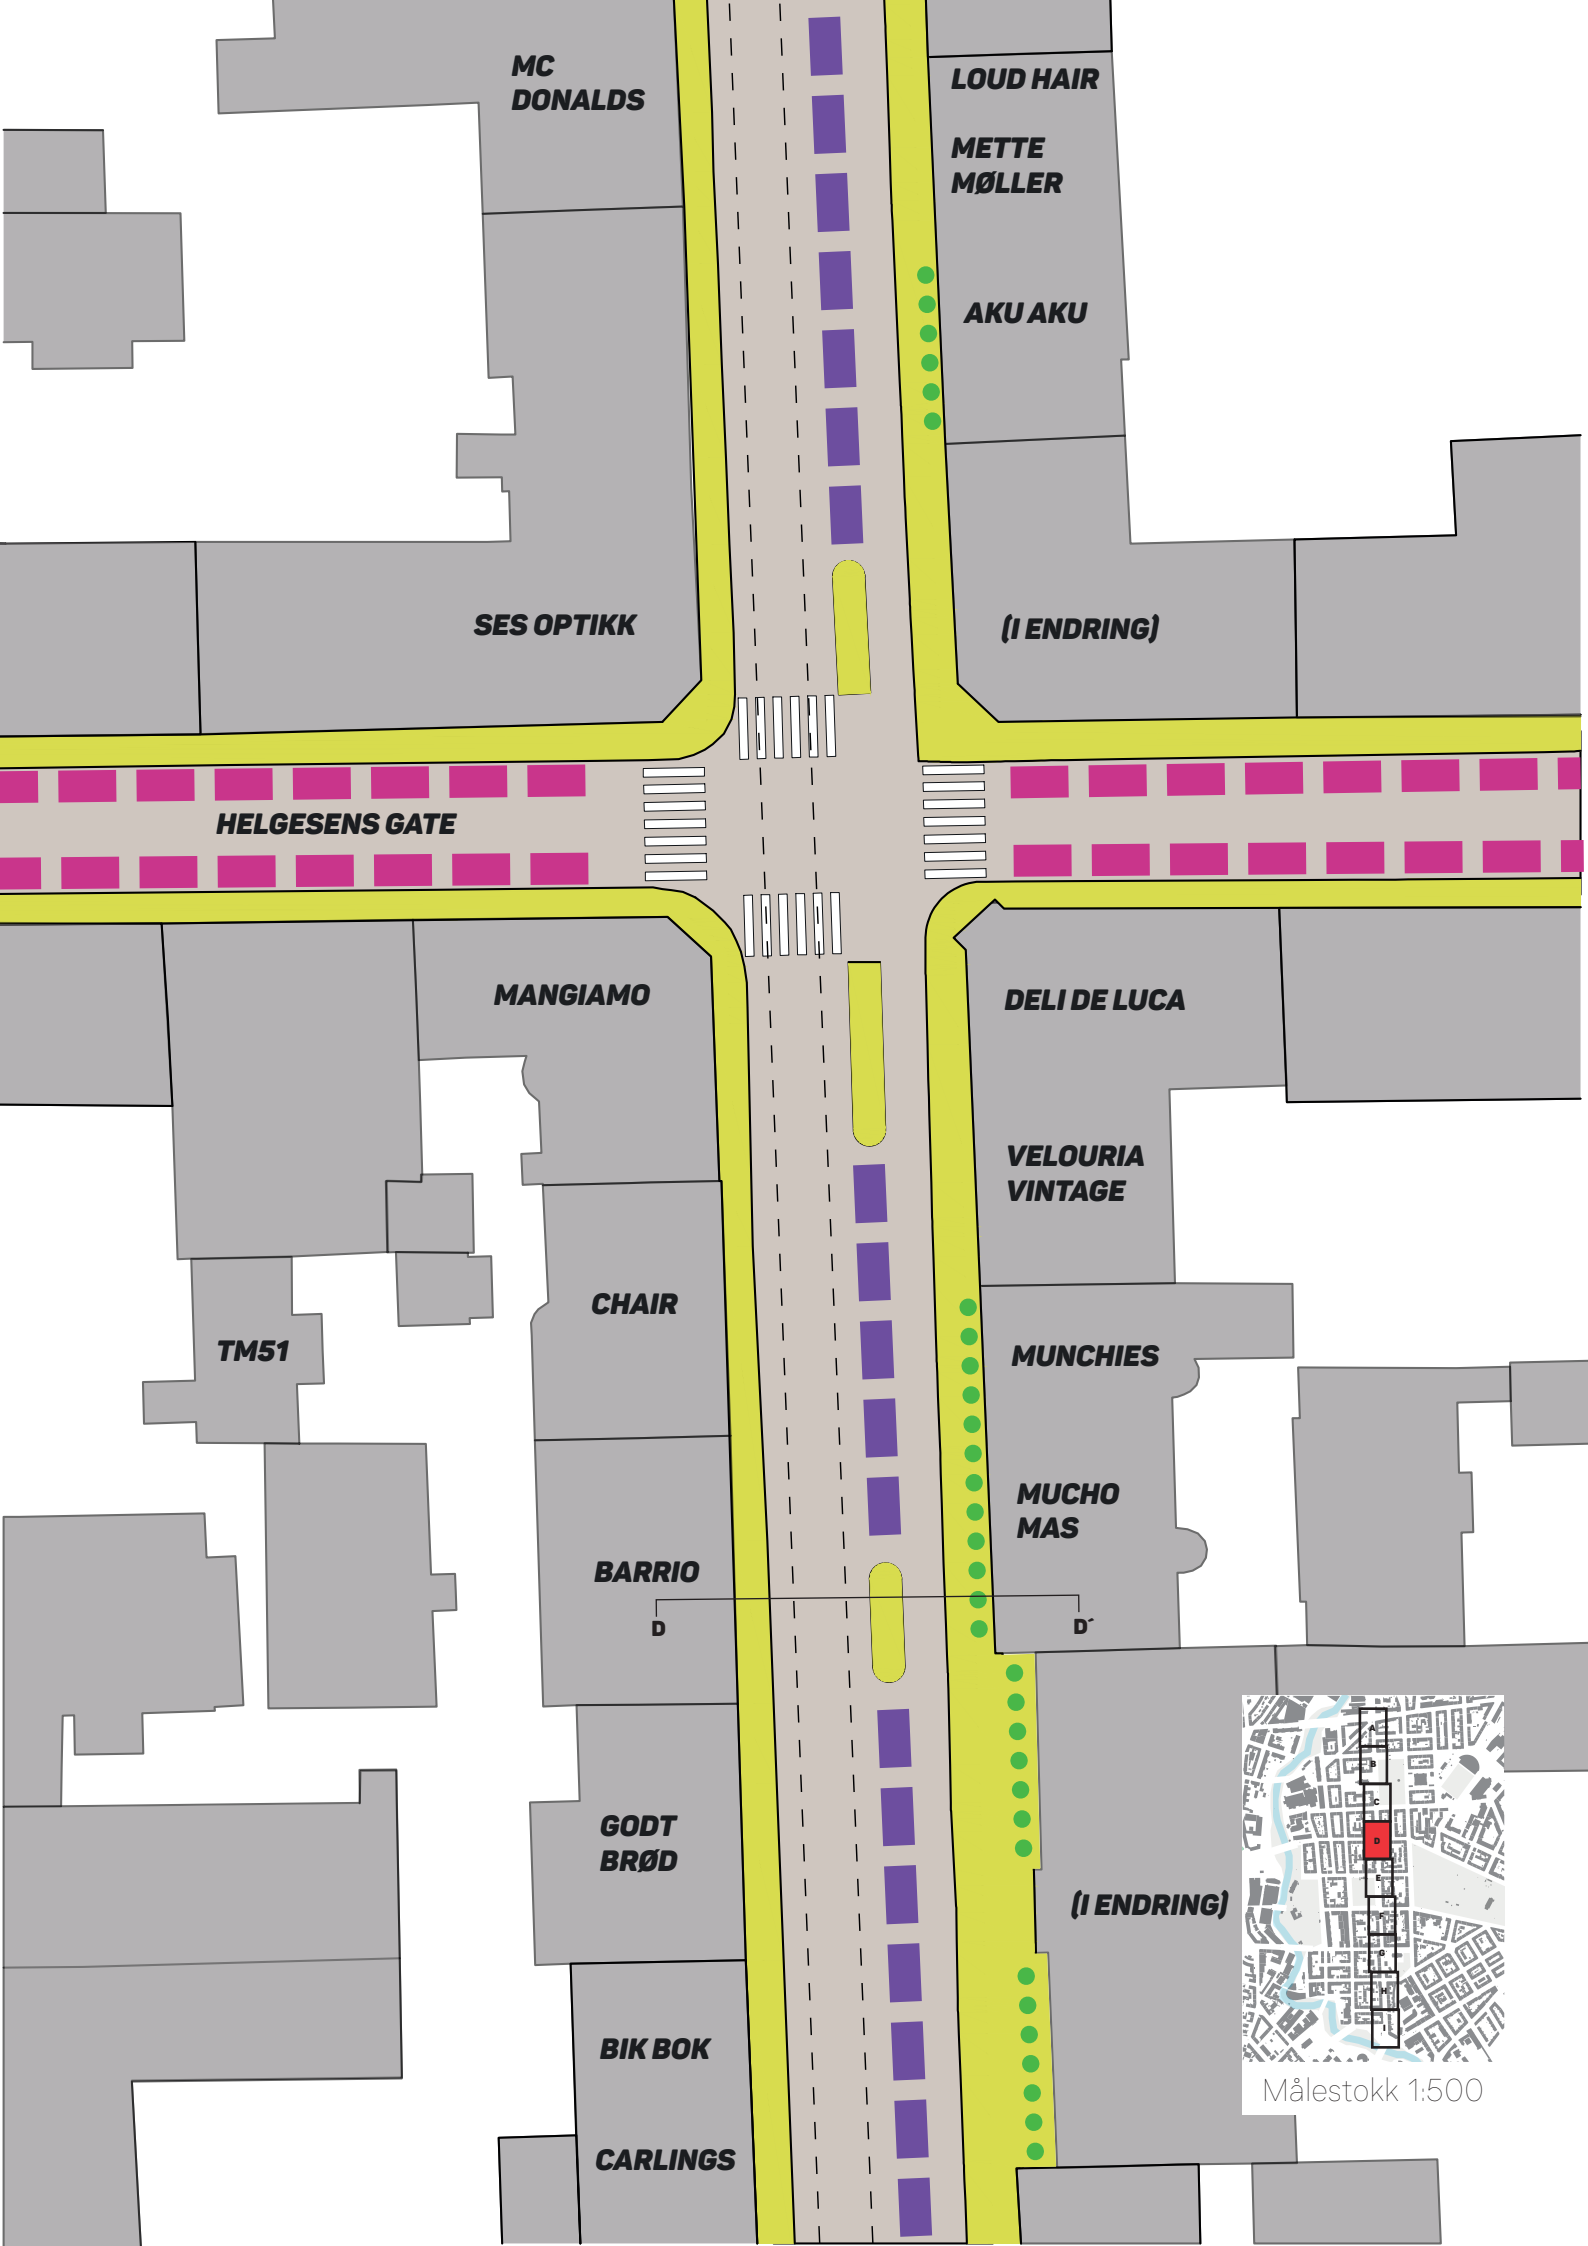 MC
DONALDS
LOUD HAIR
METTE
MØLLER
AKU AKU
SES OPTIKK
(I ENDRING)
HELGESENS GATE
MANGIAMO
DELI DE LUCA
VELOURIA
VINTAGE
CHAIR
TM51
MUNCHIES
MUCHO
MAS
BARRIO
D
D´
GODT
BRØD
(I ENDRING)
BIK BOK
CARLINGS
A
B
C
D
E
F
G
H
I
Målestokk 1:500